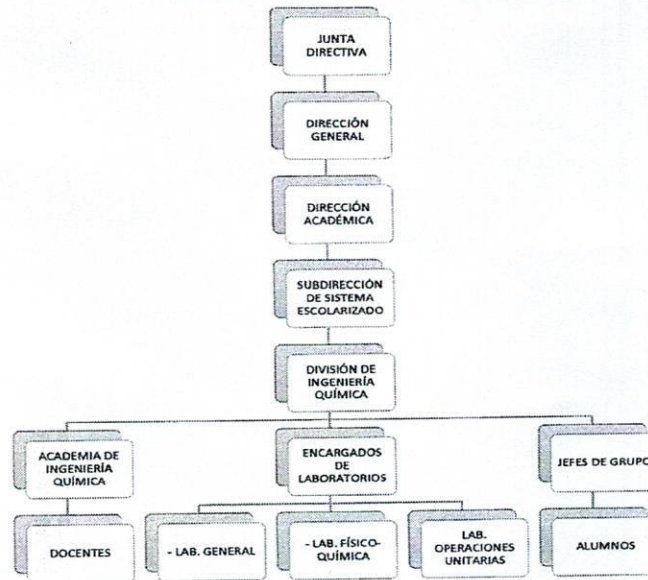 JUNTA
DIRECTIVA
DIRECCIÓN
GENERAL
DIRECCIÓN
ACADÉMICA
SUBDIRECCIÓN
DE SISTEMA
ESCOLARIZADO
DIVISIÓN DE
INGENIERÍA
QUÍMICA
ACADEMIA DE
INGENIERÍA
QUÍMICA
ENCARGADOS
DE
LABORATORIOS
JEFES DE GRUPO
DOCENTES
- LAB. GENERAL
- LAB. FÍSICO-
QUÍMICA
LAB.
OPERACIONES
UNITARIAS
ALUMNOS